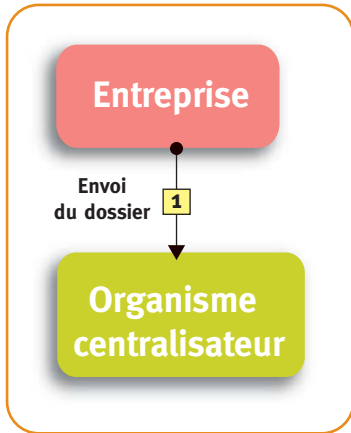 Entreprise
Envoi
du dossier
1
Organisme
centralisateur